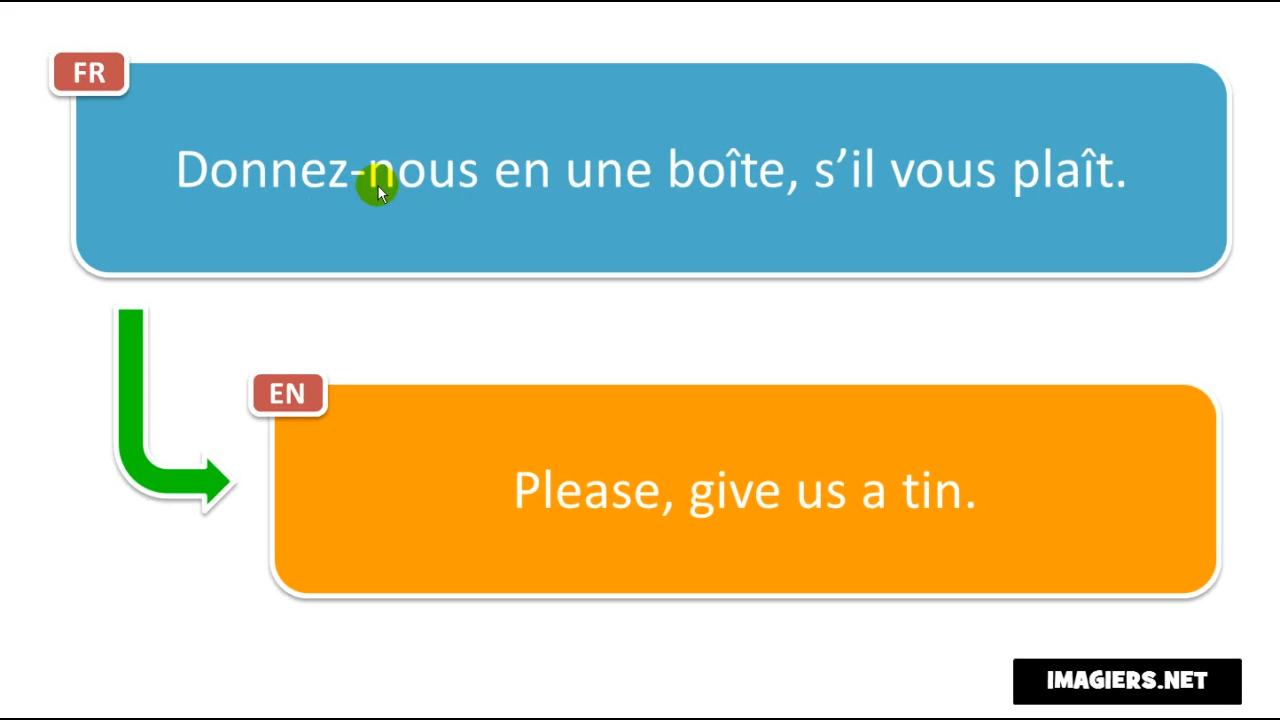 FR
Donnez-nous en une boîte, s’il vous plaît.
EN
Please, give us a tin.
IMAGIERS.NET